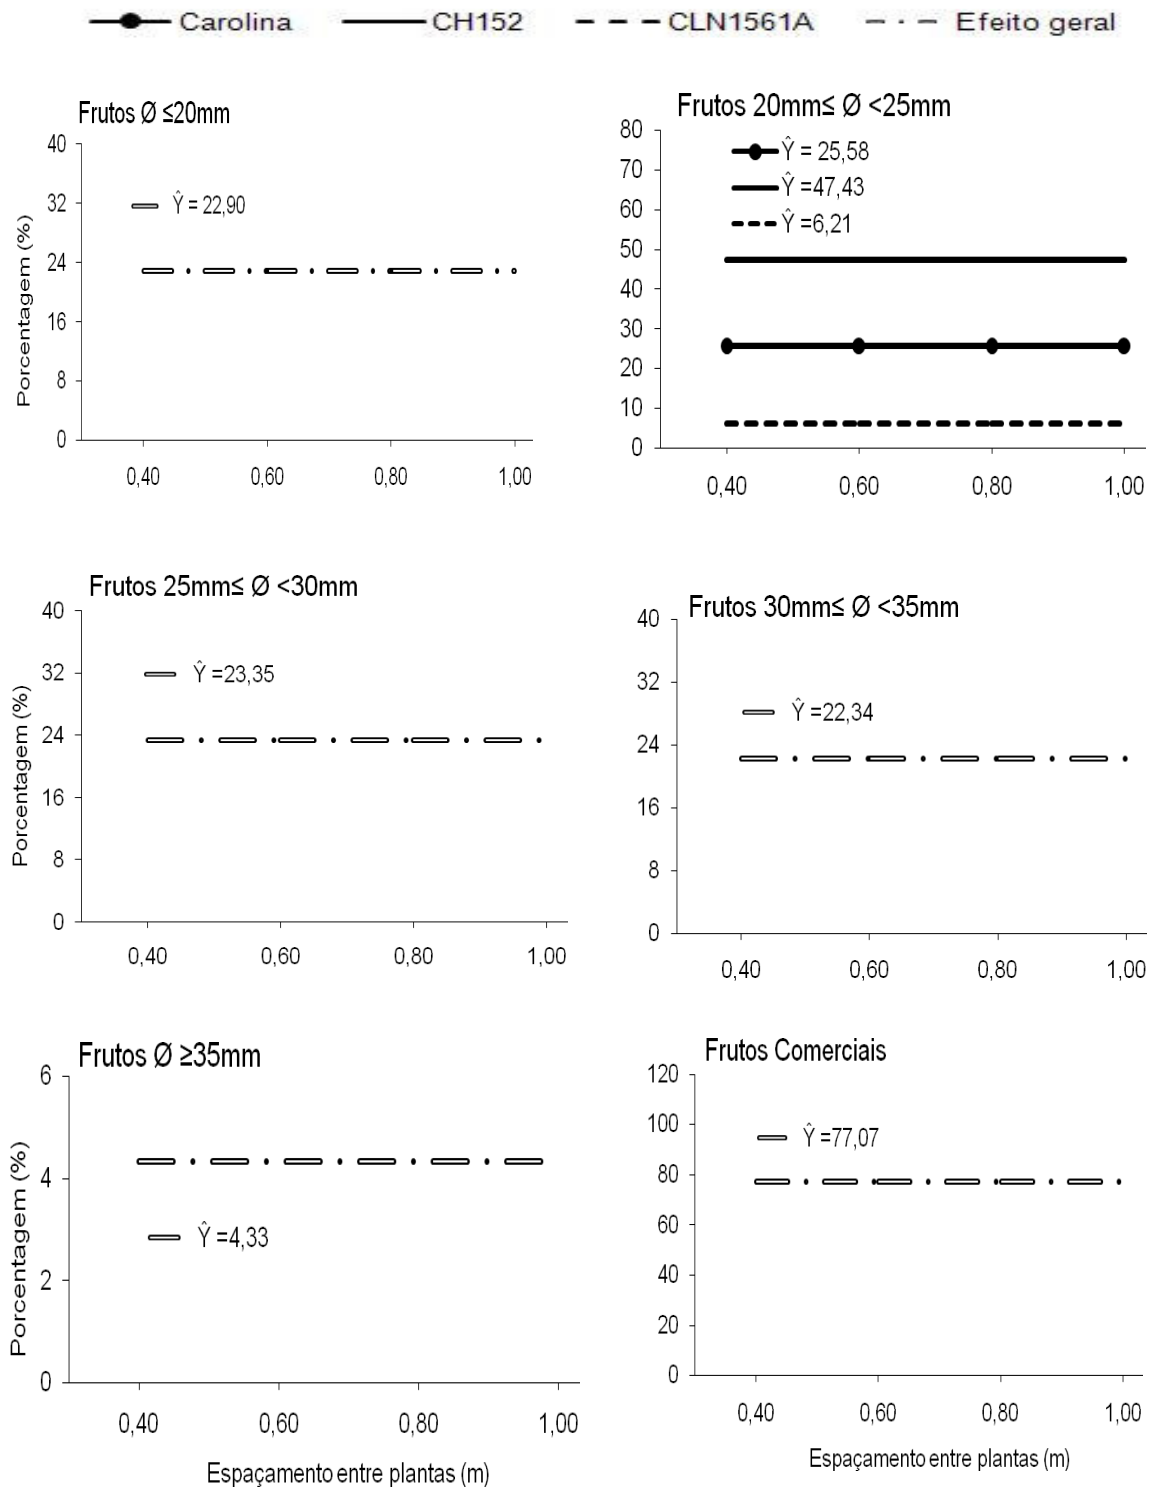 Carolina CH152 CLN1561A Efeito geral
Frutos Ø ≤20mm
Porcentagem (%)
40
32
24
16
8
0
Ŷ = 22,90
0,40 0,60 0,80 1,00
Frutos 20mm≤ Ø <25mm
80
70
60
50
40
30
20
10
0
Ŷ = 25,58
Ŷ =47,43
Ŷ =6,21
0,40 0,60 0,80 1,00
Frutos 25mm≤ Ø <30mm
Porcentagem (%)
40
32
24
16
8
0
Ŷ =23,35
0,40 0,60 0,80 1,00
Frutos 30mm≤ Ø <35mm
40
32
24
16
8
0
Ŷ =22,34
0,40 0,60 0,80 1,00
Frutos Ø ≥35mm
Porcentagem (%)
6
4
2
0
Ŷ =4,33
0,40 0,60 0,80 1,00
Espaçamento entre plantas (m)
Frutos Comerciais
120
100
80
60
40
20
0
Ŷ =77,07
0,40 0,60 0,80 1,00
Espaçamento entre plantas (m)